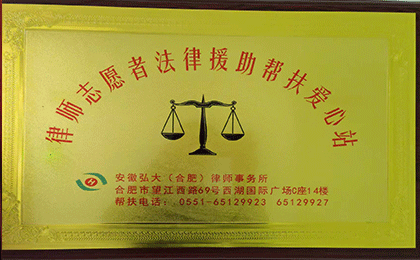 律师志愿者法律援助帮扶爱心站
安徽弘大（合肥）律师事务所
合肥市望江西路69号西湖国际广场C座14楼
帮扶电话：0551-65129923 65129927